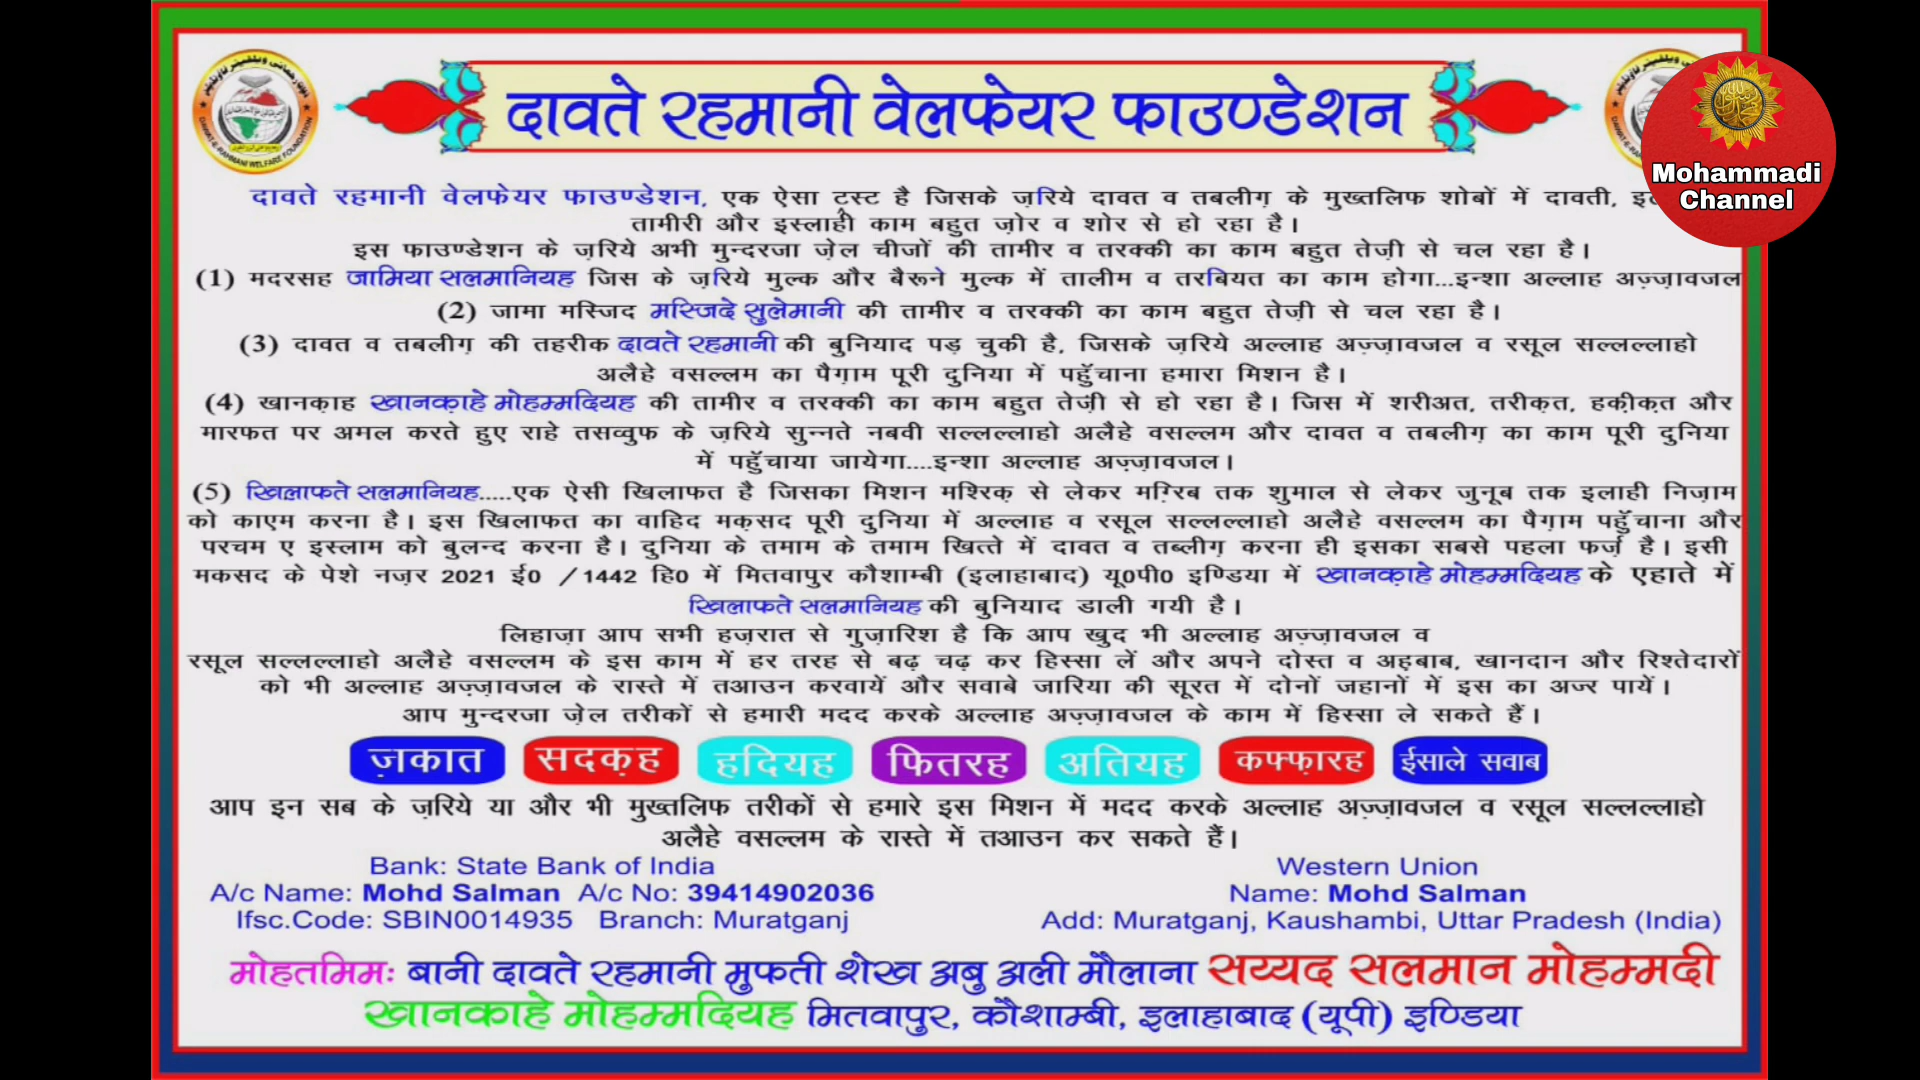 दावते रहमानी वेलफेयर फाउण्डेशन
Mohammadi
Channel
DAWAT-E-RAHMANI WELFARE FOUNDATION
दावते रहमानी वेलफेयर फाउण्डेशन, एक ऐसा ट्रस्ट है जिसके ज़रिये दावत व तबलीग़ के मुख्तलिफ शोबों में दावती,
तामीरी और इस्लाही काम बहुत ज़ोर व शोर से हो रहा है।
इस फाउण्डेशन के ज़रिये अभी मुन्दरजा ज़ेल चीजों की तामीर व तरक्की का काम बहुत तेज़ी से चल रहा है।
(1) मदरसह जामिया सलमानियह जिस के ज़रिये मुल्क और बैरूने मुल्क में तालीम व तरबियत का काम होगा...इन्शा अल्लाह अज़्ज़ावजल
(2) जामा मस्जिद मस्जिदे सुलेमानी की तामीर व तरक्की का काम बहुत तेज़ी से चल रहा है।
(3) दावत व तबलीग़ की तहरीक दावते रहमानी की बुनियाद पड़ चुकी है, जिसके ज़रिये अल्लाह अज़्ज़ावजल व रसूल सल्लल्लाहो
अलैहे वसल्लम का पैग़ाम पूरी दुनिया में पहुँचाना हमारा मिशन है।
(4) खानक़ाह खानक़ाहे मोहम्मदियह की तामीर व तरक्की का काम बहुत तेज़ी से हो रहा है। जिस में शरीअत, तरीक़त, हक़ीक़त और
मारफत पर अमल करते हुए राहे तसव्वुफ के ज़रिये सुन्नते नबवी सल्लल्लाहो अलैहे वसल्लम और दावत व तबलीग़ का काम पूरी दुनिया
में पहुँचाया जायेगा....इन्शा अल्लाह अज़्ज़ावजल।
(5) खिलाफते सलमानियह.....एक ऐसी खिलाफत है जिसका मिशन मश्रिक़ से लेकर मग़्रिब तक शुमाल से लेकर जुनूब तक इलाही निज़ाम
को काएम करना है। इस खिलाफत का वाहिद मक़सद पूरी दुनिया में अल्लाह व रसूल सल्लल्लाहो अलैहे वसल्लम का पैग़ाम पहुँचाना और
परचम ए इस्लाम को बुलन्द करना है। दुनिया के तमाम के तमाम खित्ते में दावत व तब्लीग़ करना ही इसका सबसे पहला फर्ज़ है। इसी
मकसद के पेशे नज़र 2021 ई0 /1442 हि0 में मितवापुर कौशाम्बी (इलाहाबाद) यू0पी0 इण्डिया में खानक़ाहे मोहम्मदियह के एहाते में
खिलाफते सलमानियह की बुनियाद डाली गयी है।
लिहाज़ा आप सभी हज़रात से गुज़ारिश है कि आप खुद भी अल्लाह अज़्ज़ावजल व
रसूल सल्लल्लाहो अलैहे वसल्लम के इस काम में हर तरह से बढ़ चढ़ कर हिस्सा लें और अपने दोस्त व अहबाब, खानदान और रिश्तेदारों
को भी अल्लाह अज़्ज़ावजल के रास्ते में तआउन करवायें और सवाबे जारिया की सूरत में दोनों जहानों में इस का अज्र पायें।
आप मुन्दरजा ज़ेल तरीकों से हमारी मदद करके अल्लाह अज़्ज़ावजल के काम में हिस्सा ले सकते हैं।
ज़कात सदक़ह हदियह फितरह अतियह कफ्फ़ारह ईसाले सवाब
आप इन सब के ज़रिये या और भी मुख्तलिफ तरीकों से हमारे इस मिशन में मदद करके अल्लाह अज़्ज़ावजल व रसूल सल्लल्लाहो
अलैहे वसल्लम के रास्ते में तआउन कर सकते हैं।
Bank: State Bank of India
A/c Name: Mohd Salman A/c No: 39414902036
Ifsc.Code: SBIN0014935 Branch: Muratganj
Western Union
Name: Mohd Salman
Add: Muratganj, Kaushambi, Uttar Pradesh (India)
मोहतमिमः बानी दावते रहमानी मुफती शेख अबु अली मौलाना सय्यद सलमान मोहम्मदी
खानकाहे मोहम्मदियह मितवापुर, कौशाम्बी, इलाहाबाद (यूपी) इण्डिया